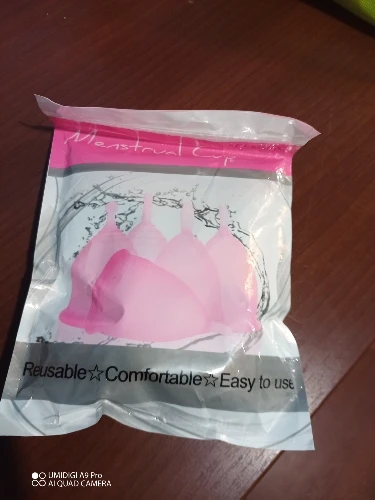 Menstrual Cup
Reusable☆Comfortable☆Easy to use
UMIDIGI A9 Pro
AI QUAD CAMERA